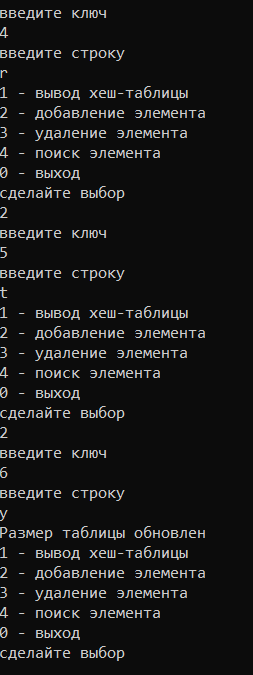 введите ключ
4
введите строку
r
1 - вывод хеш-таблицы
2 - добавление элемента
3 - удаление элемента
4 - поиск элемента
0 - выход
сделайте выбор
2
введите ключ
5
введите строку
t
1 - вывод хеш-таблицы
2 - добавление элемента
3 - удаление элемента
4 - поиск элемента
0 - выход
сделайте выбор
2
введите ключ
6
введите строку
y
Размер таблицы обновлен
1 - вывод хеш-таблицы
2 - добавление элемента
3 - удаление элемента
4 - поиск элемента
0 - выход
сделайте выбор